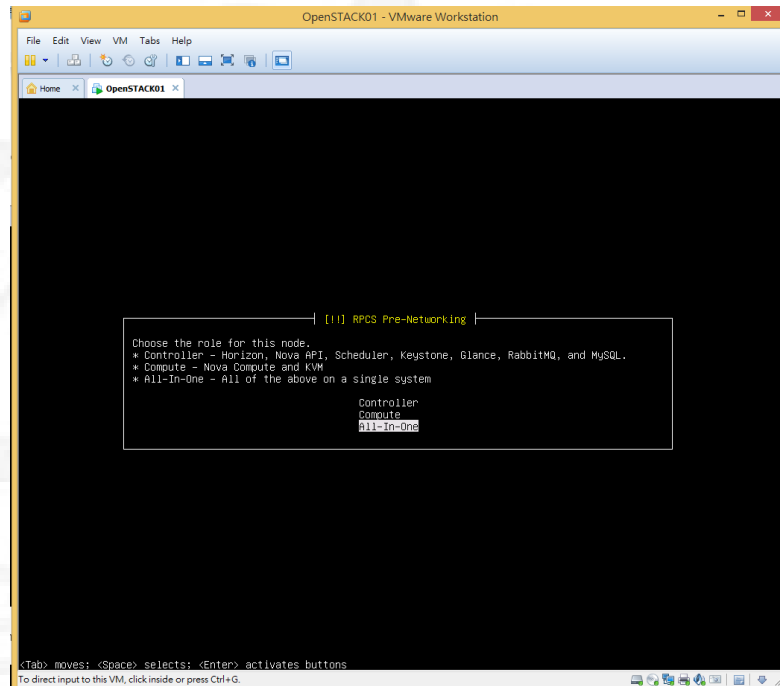 OpenSTACK01 - VMware Workstation
File Edit View VM Tabs Help
Home
OpenSTACK01
[!!] RPCS Pre-Networking
Choose the role for this node.
* Controller - Horizon, Nova API, Scheduler, Keystone, Glance, RabbitMQ, and MySQL.
* Compute - Nova Compute and KVM
* All-In-One - All of the above on a single system
Controller
Compute
All-In-One
<Tab> moves; <Space> selects; <Enter> activates buttons
To direct input to this VM, click inside or press Ctrl+G.